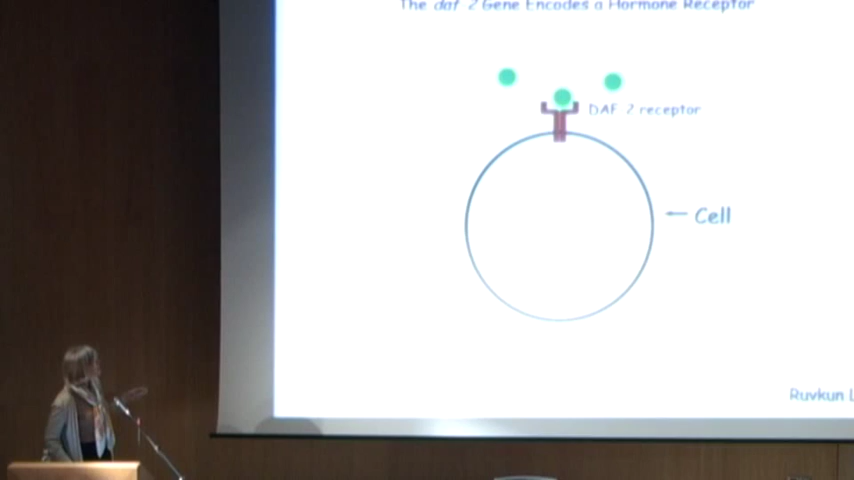 The daf-2 Gene Encodes a Hormone Receptor
DAF-2 receptor
Cell
Ruvkun